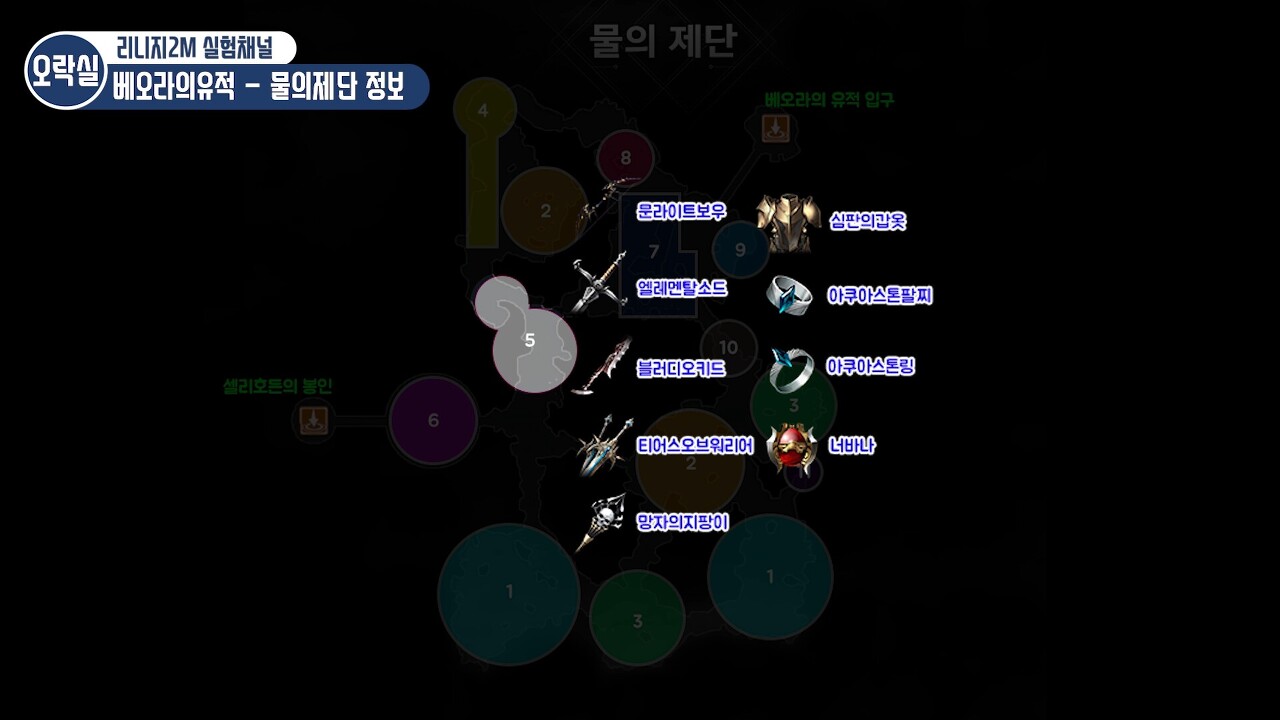 오락실
리니지2M 실험채널
베오라의유적 - 물의제단 정보
물의 제단
베오라의 유적 입구
4
8
2
7
9
문라이트보우
심판의갑옷
엘레멘탈소드
아쿠아스톤팔찌
5
10
블러디오키드
아쿠아스톤링
셀리호든의 봉인
6
3
티어스오브워리어
너바나
2
망자의지팡이
1
3
1